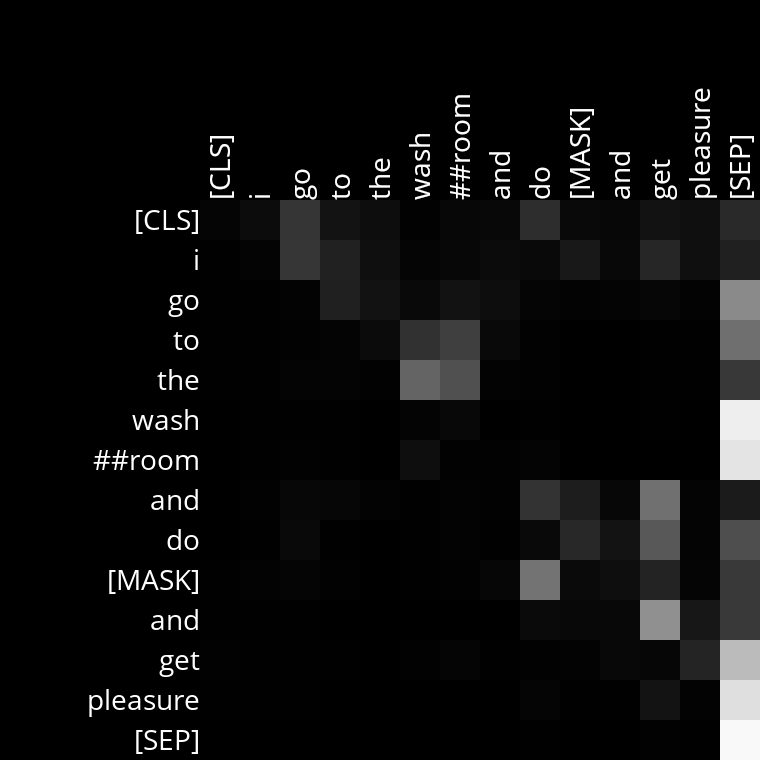 [CLS] i go to the wash ##room and do [MASK] and get pleasure [SEP]
[CLS]
i
go
to
the
wash
##room
and
do
[MASK]
and
get
pleasure
[SEP]